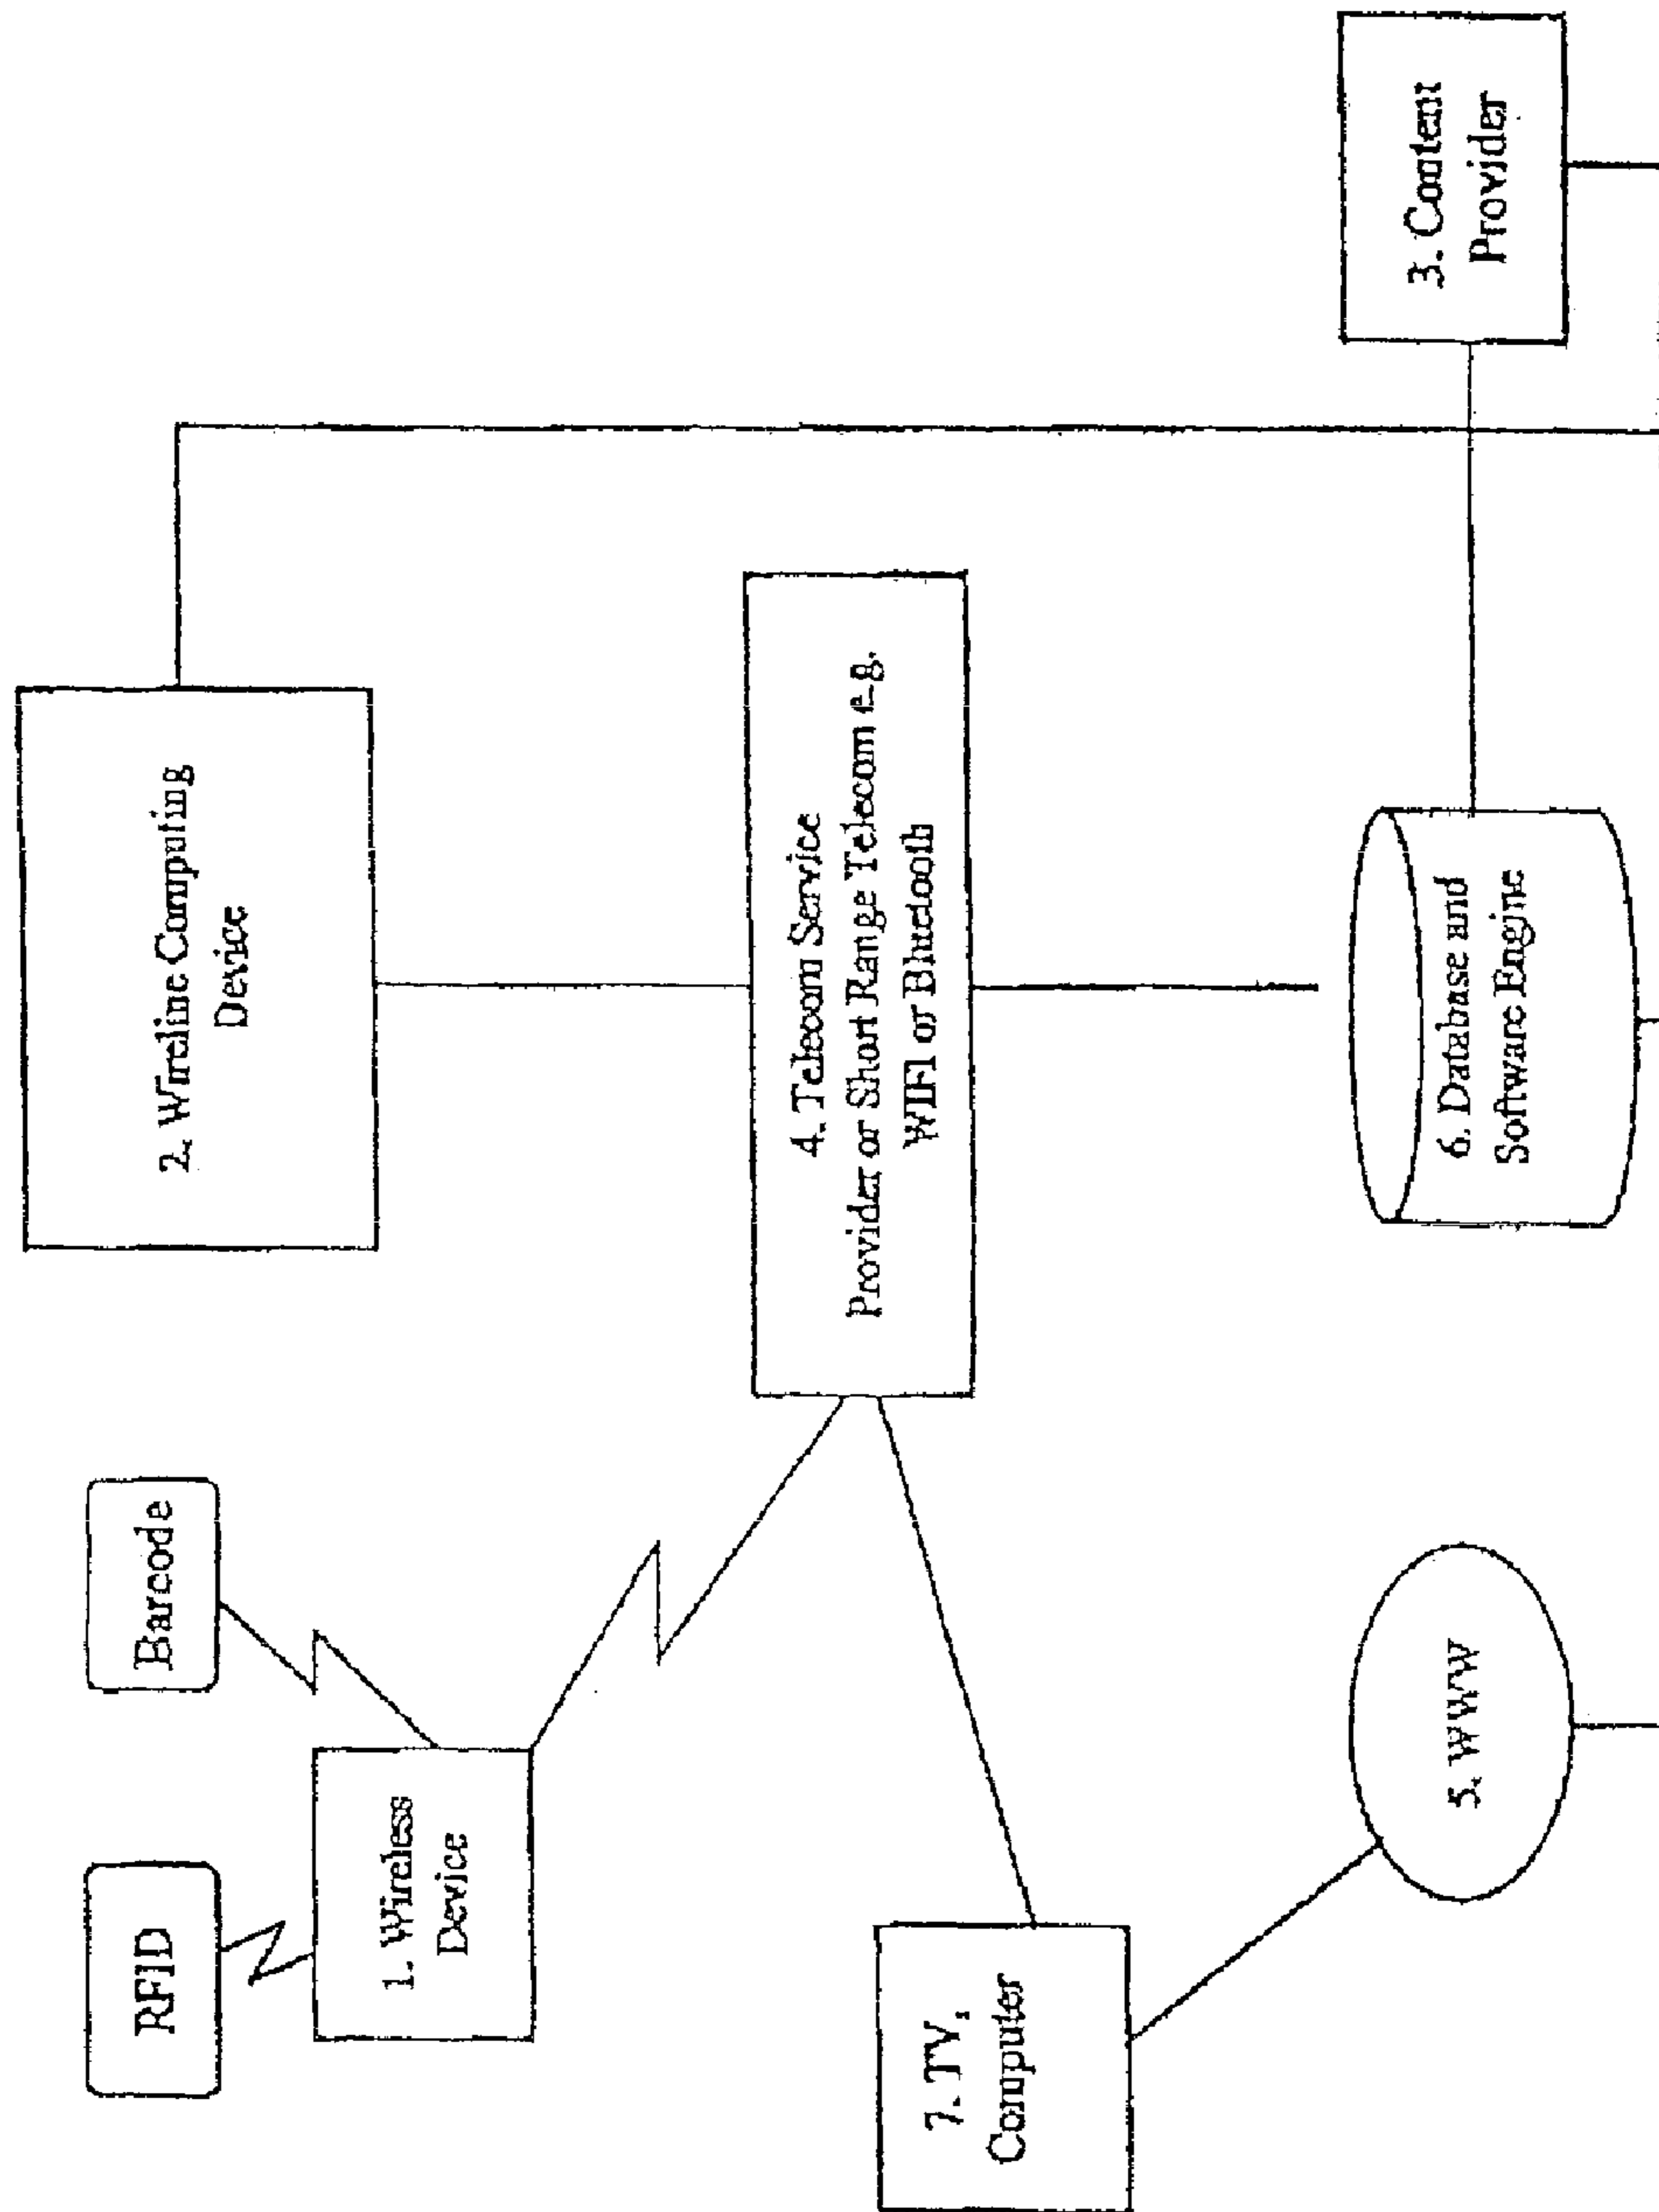 RFID
Barcode
1. Wireless
Device
2. Wireline Computing
Device
7. TV,
Computer
4. Telecom Service
Provider or Short Range Telecom e.g.
WIFI or Bluetooth
5. WWW
6. Database and
Software Engine
3. Content
Provider